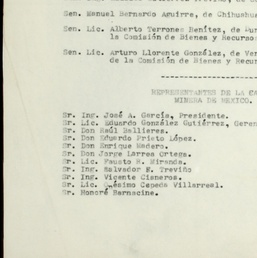 Sen. Manuel Bernardo Aguirre, de Chihuahua
Sen. Lic. Alberto Terrones Benítez, de
la Comisión de Bienes y Recurso
Sen. Lic. Arturo Llorente González, de Ver
de la Comisión de Bienes y Recur
REPRESENTANTES DE LA CA
MINERA DE MEXICO.
Sr. Ing. José A. García, Presidente.
Sr. Lic. Eduardo González Gutiérrez, Geren
Sr. Don Raúl Baillères.
Sr. Don Eduardo Prieto López.
Sr. Don Enrique Madero.
Sr. Don Jorge Larrea Ortega.
Sr. Lic. Fausto R. Miranda.
Sr. Ing. Salvador F. Treviño
Sr. Ing. Vicente Cisneros.
Sr. Lic. Onésimo Cepeda Villarreal.
Sr. Honoré